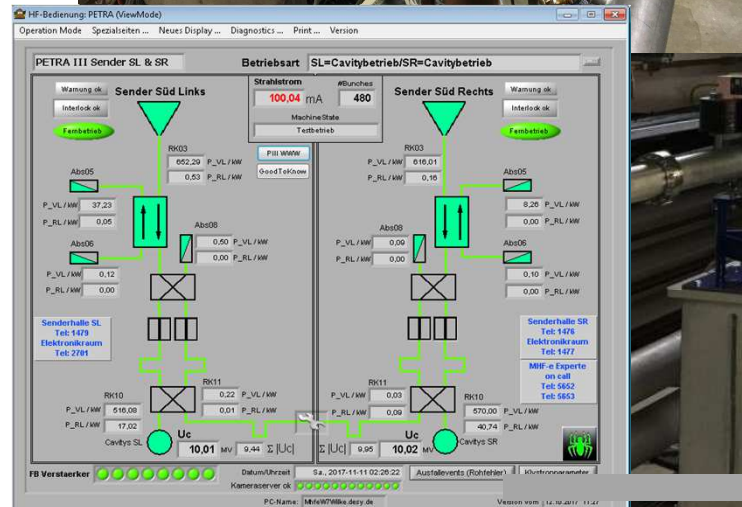 HF-Bedienung: PETRA (ViewMode)
Operation Mode Spezialseiten ... Neues Display ... Diagnostics ... Print ... Version
PETRA III Sender SL & SR
Betriebsart SL=Cavitybetrieb/SR=Cavitybetrieb
Warnung ok
Interlock ok
Fernbetrieb
Sender Süd Links
Strahlstrom #Bunches
100,04 mA 480
MachineState
Testbetrieb
PIII WWW
GoodToKnow
Sender Süd Rechts
Warnung ok
Interlock ok
Fernbetrieb
RK03
652,29 P_VL/kW
0,53 P_RL/kW
RK03
P_VL/kW 616,01
P_RL/kW 0,16
Abs05
P_VL/kW 37,23
P_RL/kW 0,05
Abs06
P_VL/kW 0,12
P_RL/kW 0,00
Abs08
0,50 P_VL/kW
0,00 P_RL/kW
Abs08
P_VL/kW 0,09
P_RL/kW 0,00
Abs05
8,26 P_VL/kW
0,00 P_RL/kW
Abs06
0,10 P_VL/kW
0,00 P_RL/kW
Senderhalle SL
Tel: 1479
Elektronikraum
Tel: 2701
Senderhalle SR
Tel: 1476
Elektronikraum
Tel: 1477
MHF-e Experte
on call
Tel: 5652
Tel: 5653
RK10
P_VL/kW 516,08
P_RL/kW 17,02
Cavitys SL
RK11
0,22 P_VL/kW
0,01 P_RL/kW
RK11
P_VL/kW 0,03
P_RL/kW 0,09
RK10
570,00 P_VL/kW
40,74 P_RL/kW
Cavitys SR
Uc
10,01 MV 9,44 Σ |Uc|
Uc
Σ |Uc| 9,95 10,02 MV
FB Verstaerker
Datum/Uhrzeit Sa., 2017-11-11 02:26:22
Kameraserver ok
Ausfallevents (Rohfehler)
Klystronparameter
PC-Name:
Version vom 12.10.2017 11:27